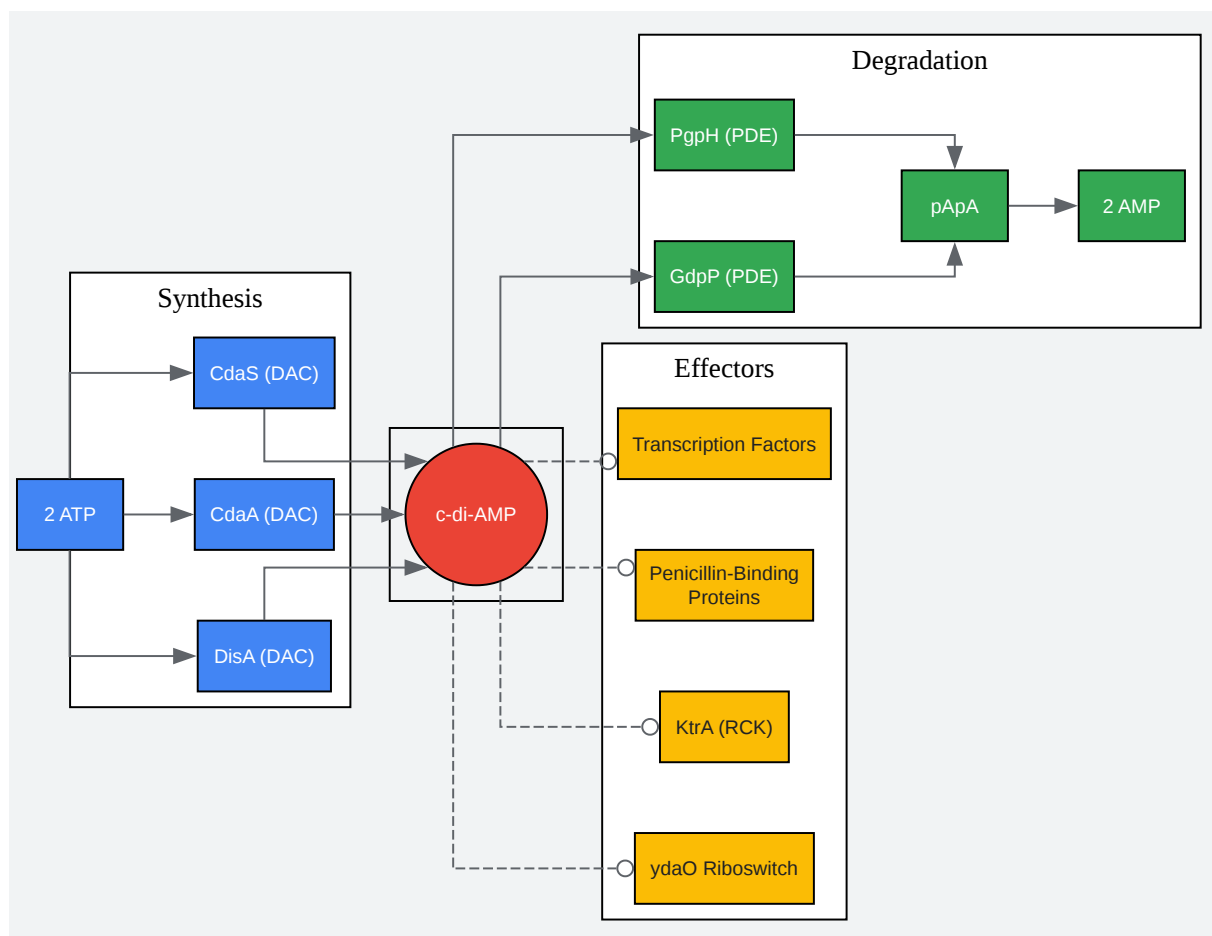 Degradation
PgpH (PDE)
pApA
2 AMP
GdpP (PDE)
Synthesis
CdaS (DAC)
2 ATP
CdaA (DAC)
DisA (DAC)
c-di-AMP
Effectors
Transcription Factors
Penicillin-Binding
Proteins
KtrA (RCK)
ydaO Riboswitch